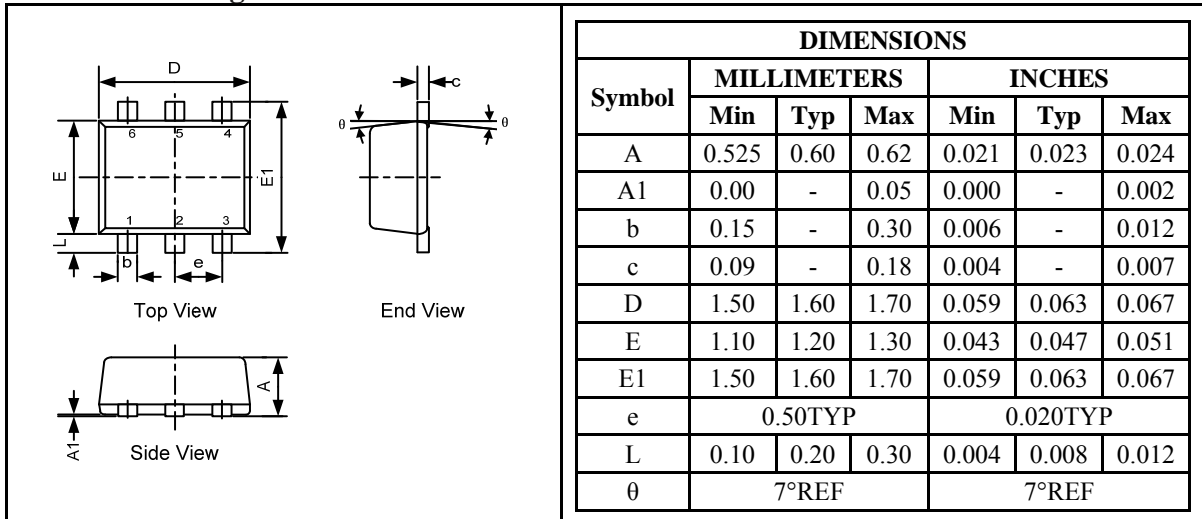 D
c
θ
θ
6 5 4
E
E1
1 2 3
L
b
e
Top View
End View
A
A1
Side View
DIMENSIONS
Symbol MILLIMETERS INCHES
Min Typ Max Min Typ Max
A 0.525 0.60 0.62 0.021 0.023 0.024
A1 0.00 - 0.05 0.000 - 0.002
b 0.15 - 0.30 0.006 - 0.012
c 0.09 - 0.18 0.004 - 0.007
D 1.50 1.60 1.70 0.059 0.063 0.067
E 1.10 1.20 1.30 0.043 0.047 0.051
E1 1.50 1.60 1.70 0.059 0.063 0.067
e 0.50TYP 0.020TYP
L 0.10 0.20 0.30 0.004 0.008 0.012
θ 7°REF 7°REF